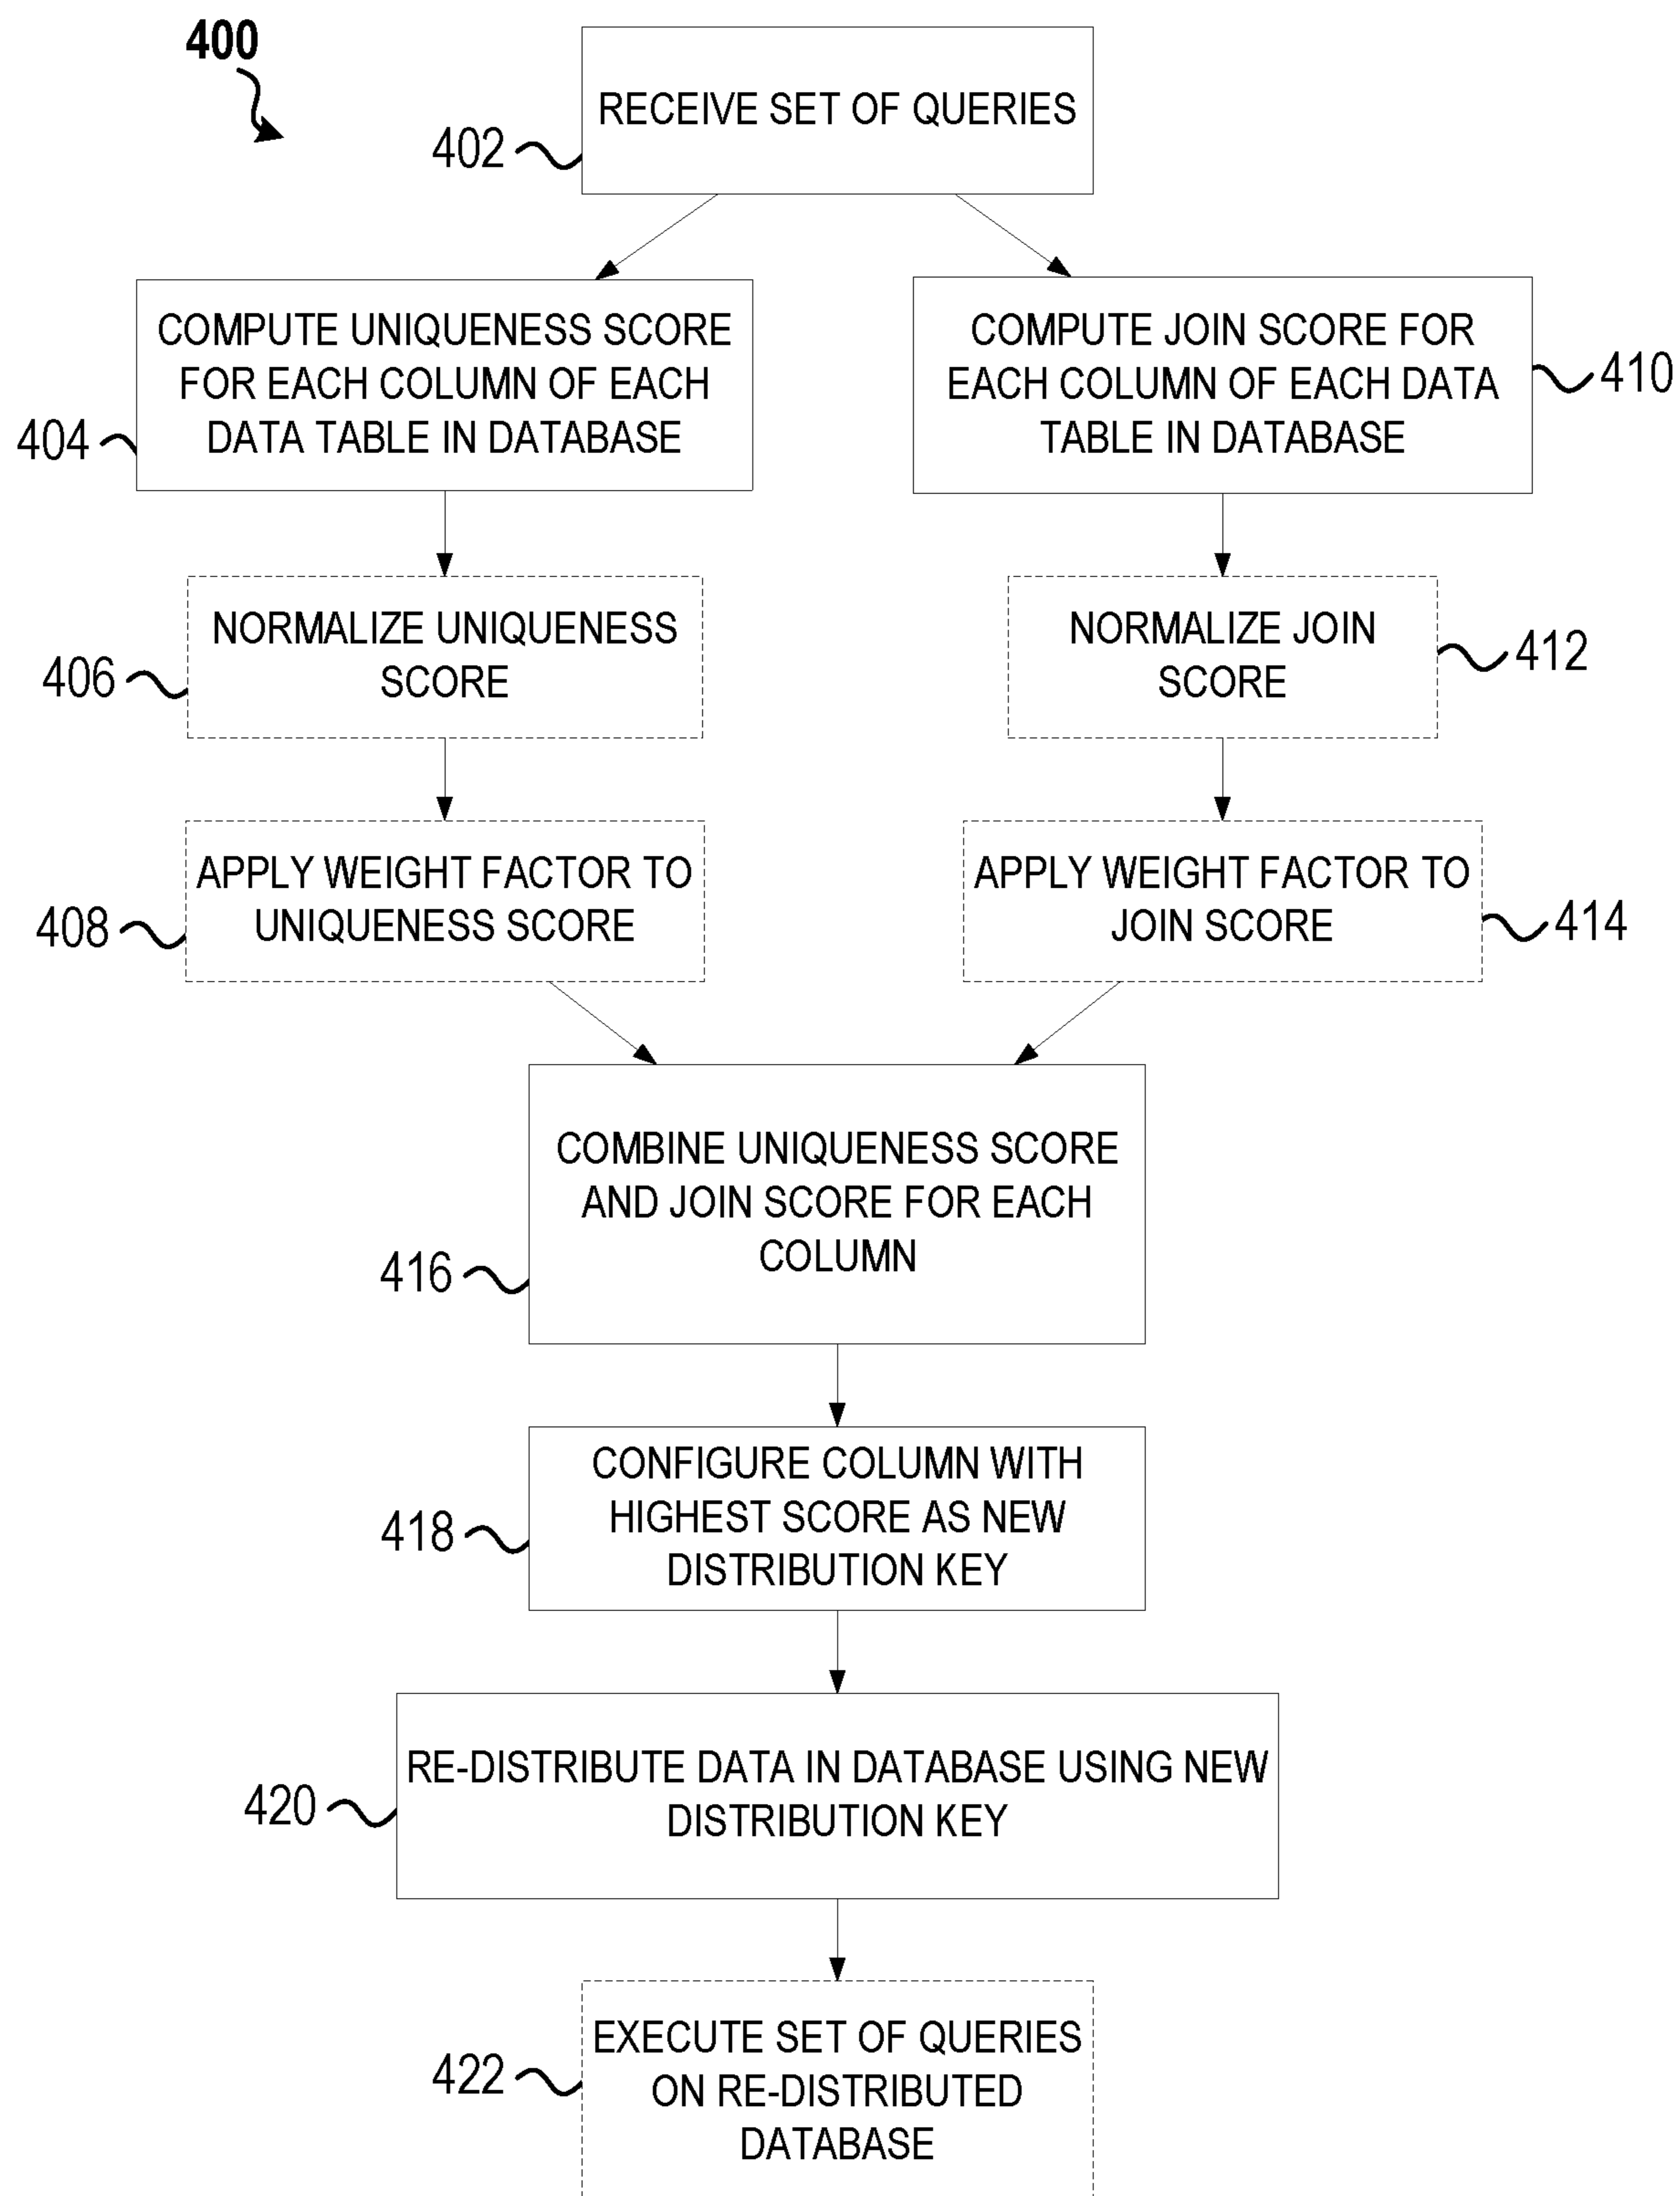 400
RECEIVE SET OF QUERIES
402
COMPUTE UNIQUENESS SCORE
FOR EACH COLUMN OF EACH
DATA TABLE IN DATABASE
404
COMPUTE JOIN SCORE FOR
EACH COLUMN OF EACH DATA
TABLE IN DATABASE
410
NORMALIZE UNIQUENESS
SCORE
406
NORMALIZE JOIN
SCORE
412
APPLY WEIGHT FACTOR TO
UNIQUENESS SCORE
408
APPLY WEIGHT FACTOR TO
JOIN SCORE
414
COMBINE UNIQUENESS SCORE
AND JOIN SCORE FOR EACH
COLUMN
416
CONFIGURE COLUMN WITH
HIGHEST SCORE AS NEW
DISTRIBUTION KEY
418
RE-DISTRIBUTE DATA IN DATABASE USING NEW
DISTRIBUTION KEY
420
EXECUTE SET OF QUERIES
ON RE-DISTRIBUTED
DATABASE
422